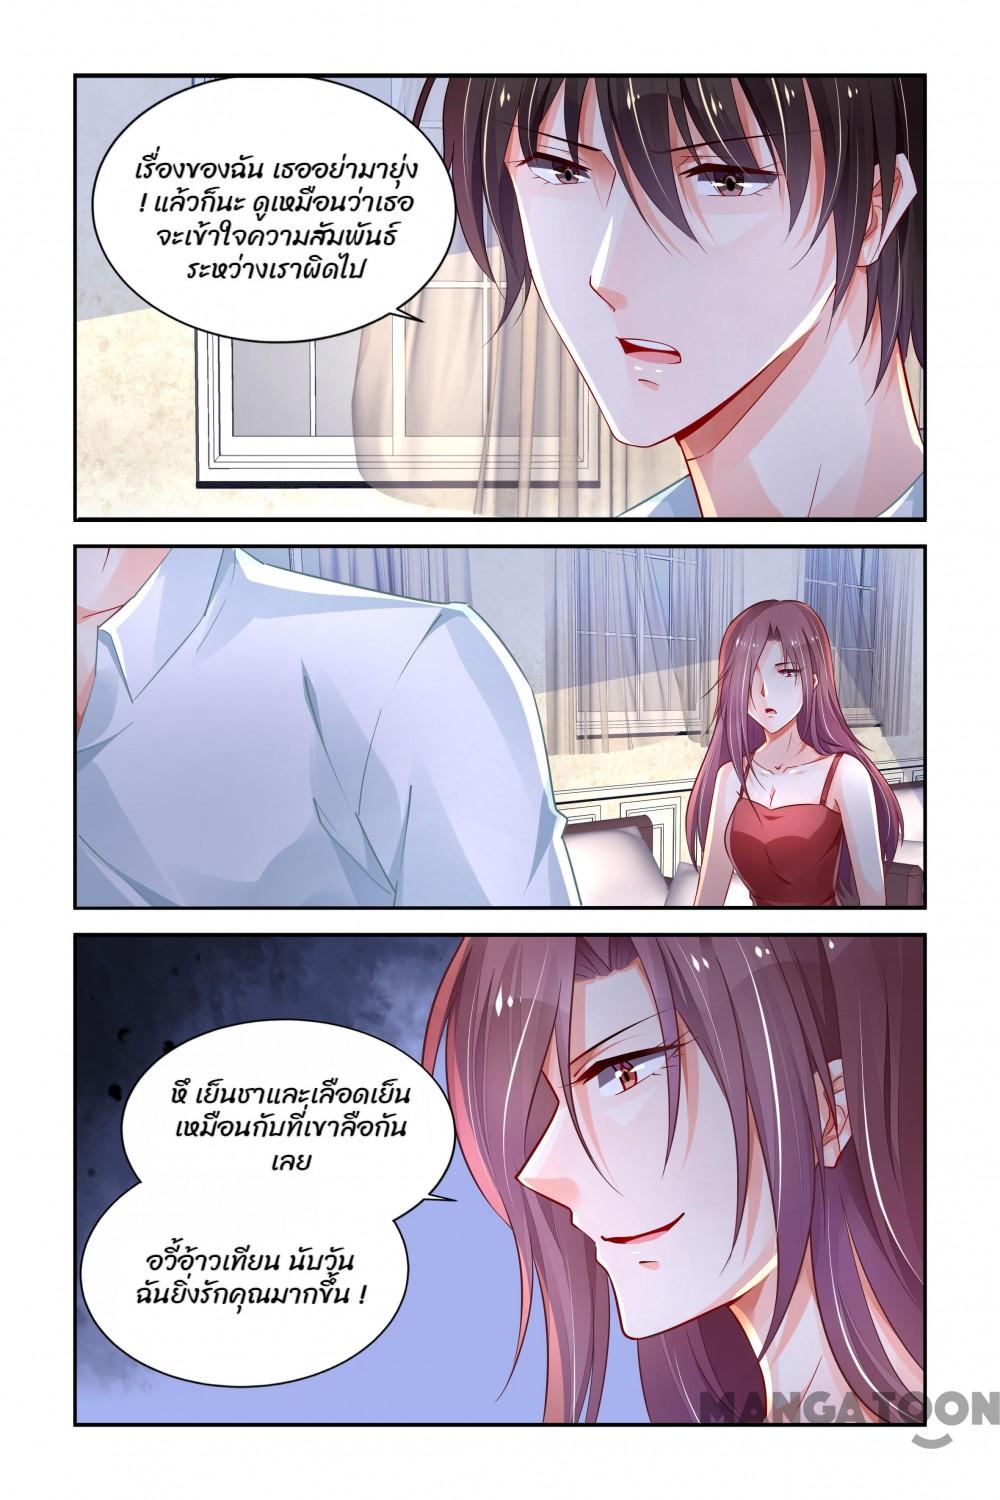 เรื่องของฉัน เธออย่ามายุ่ง
! แล้วก็นะ ดูเหมือนว่าเธอ
จะเข้าใจความสัมพันธ์
ระหว่างเราผิดไป
หึ เย็นชาและเลือดเย็น
เหมือนกับที่เขาลือกัน
เลย
อวี้อ้าวเทียน นับวัน
ฉันยิ่งรักคุณมากขึ้น !
MANGATOON